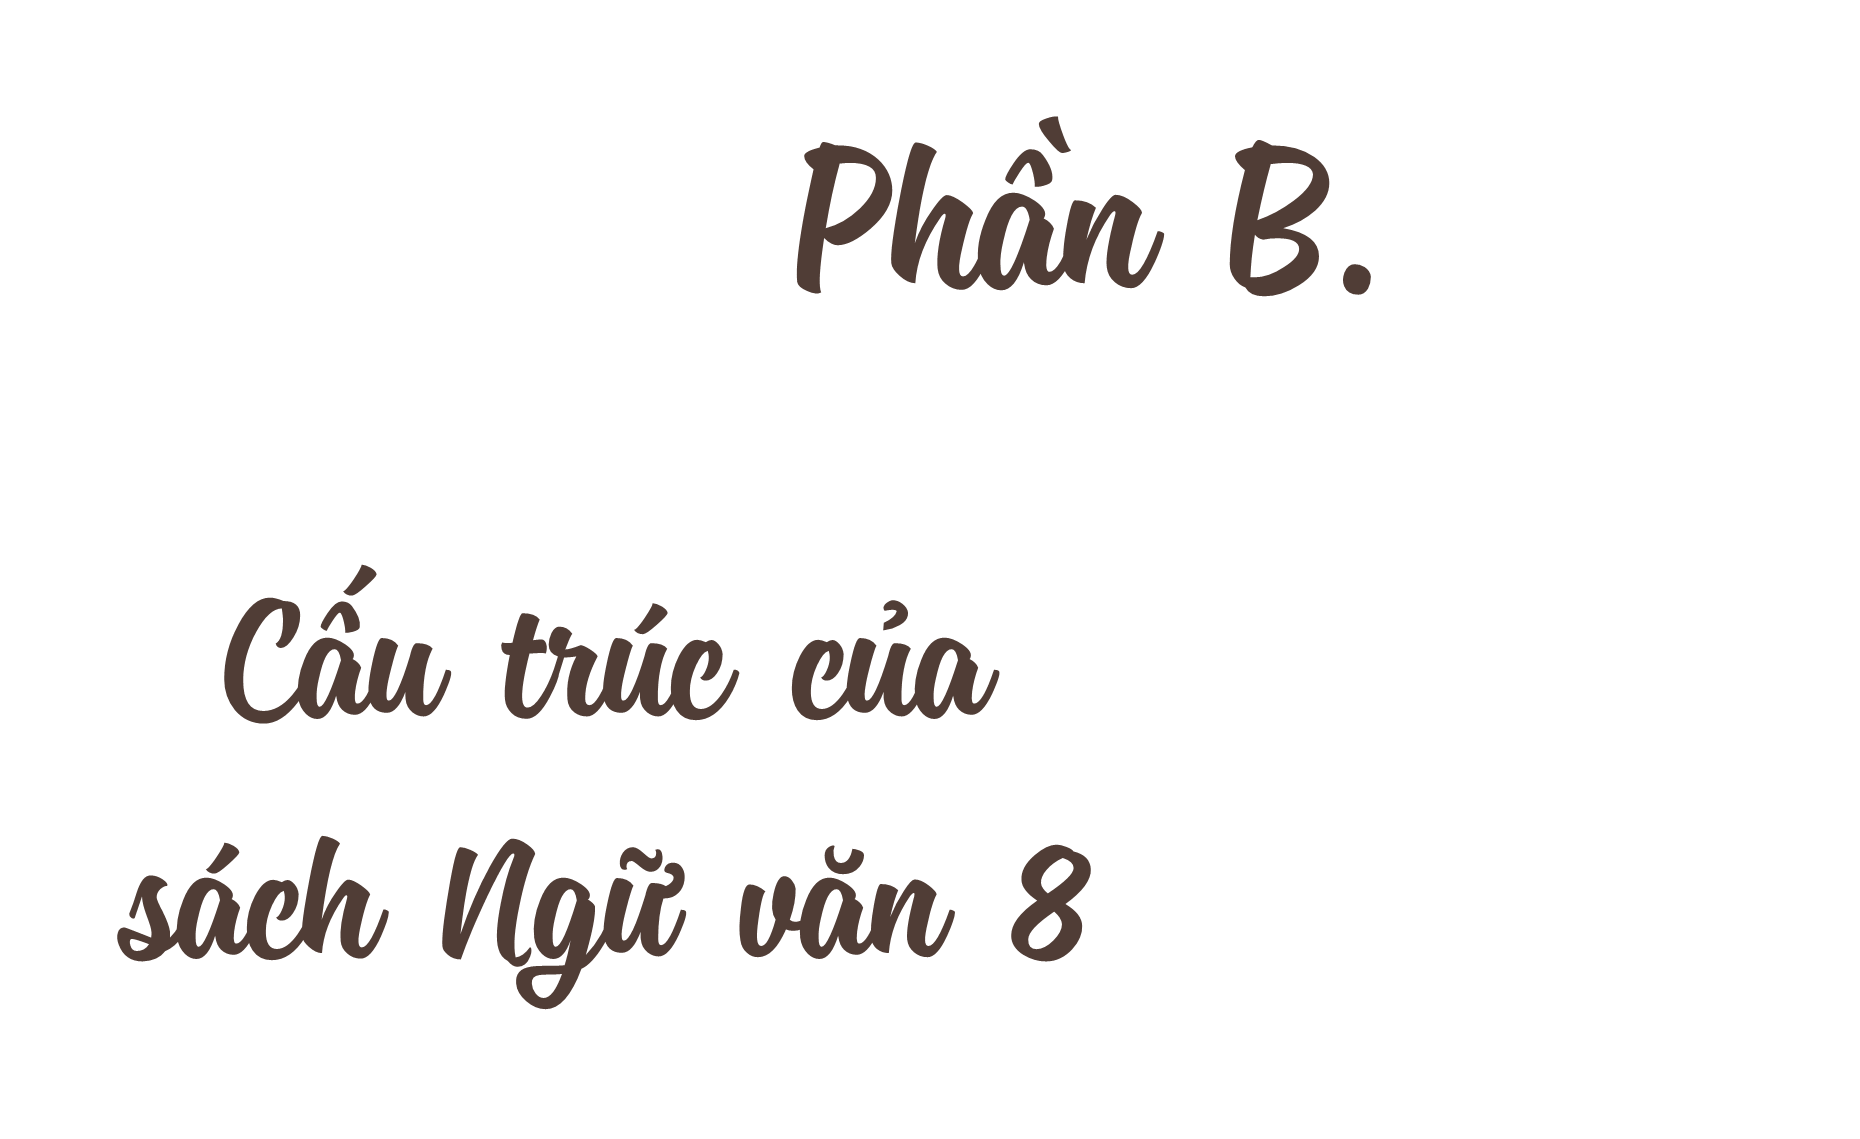 Phần B.
Cấu trúc của
sách Ngữ văn 8